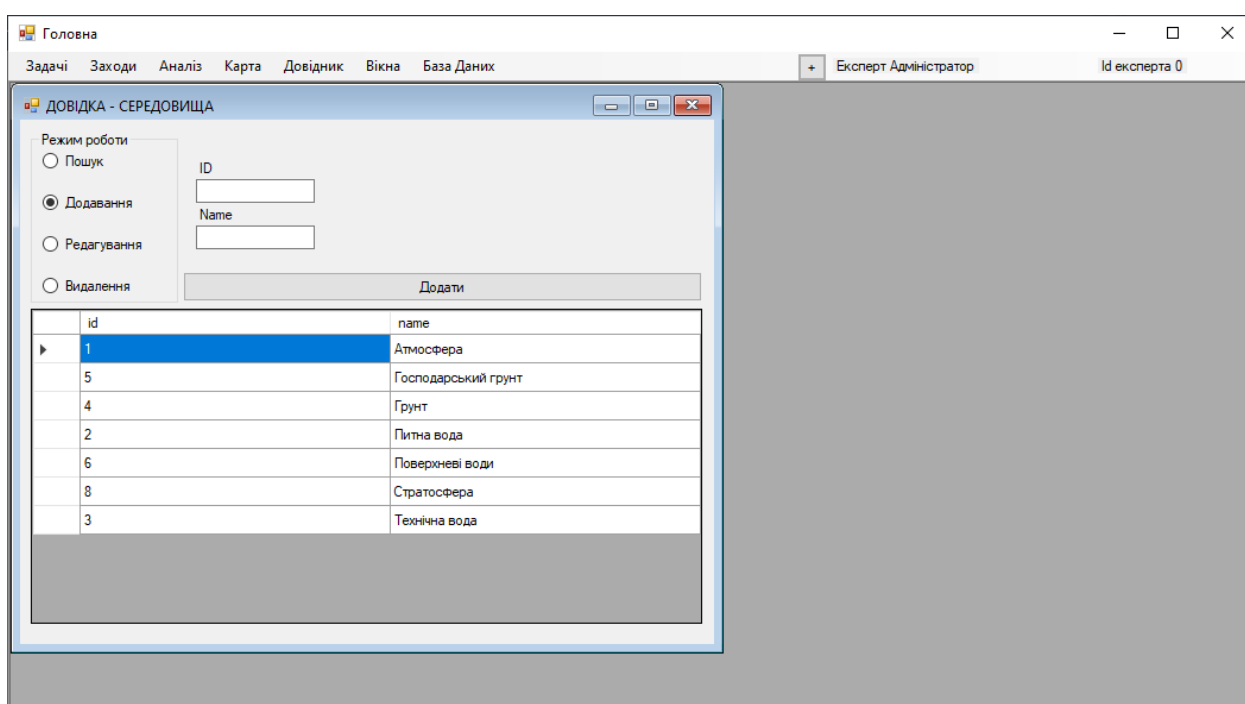 Головна
Задачі Заходи Аналіз Карта Довідник Вікна База Даних + Експерт Адміністратор Id експерта 0
ДОВІДКА - СЕРЕДОВИЩА
Режим роботи
Пошук
Додавання
Редагування
Видалення
ID
Name
Додати
id name
1 Атмосфера
5 Господарський грунт
4 Грунт
2 Питна вода
6 Поверхневі води
8 Стратосфера
3 Технічна вода